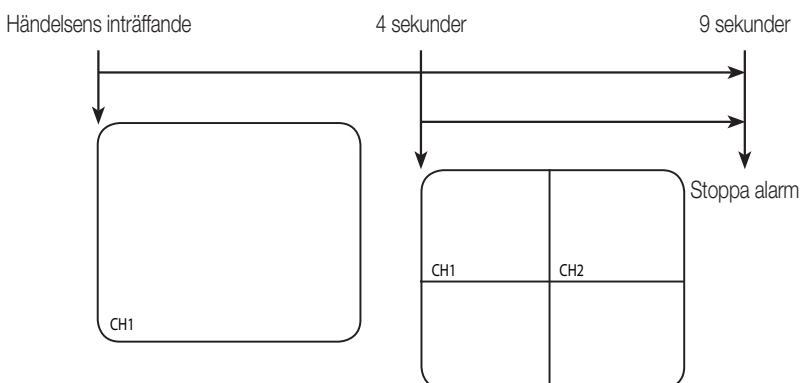 Händelsens inträffande
4 sekunder
9 sekunder
Stoppa alarm
CH1
CH2
CH1